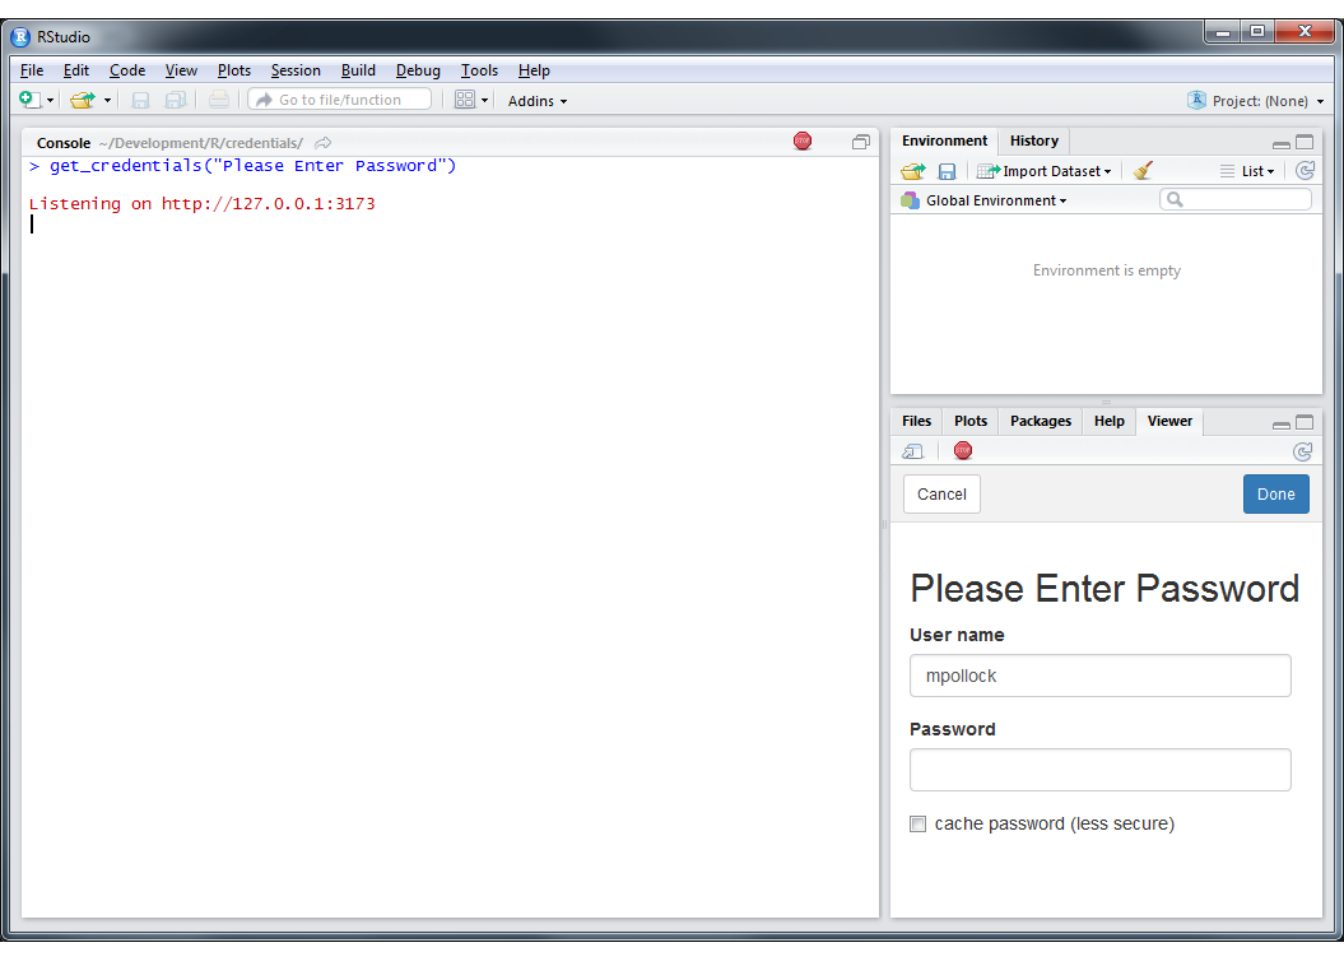 RStudio
File Edit Code View Plots Session Build Debug Tools Help
Go to file/function Addins Project: (None)
Console ~/Development/R/credentials/
> get_credentials("Please Enter Password")
Listening on http://127.0.0.1:3173
Environment History
Import Dataset List
Global Environment
Environment is empty
Files Plots Packages Help Viewer
Cancel Done
Please Enter Password
User name
mpollock
Password
cache password (less secure)